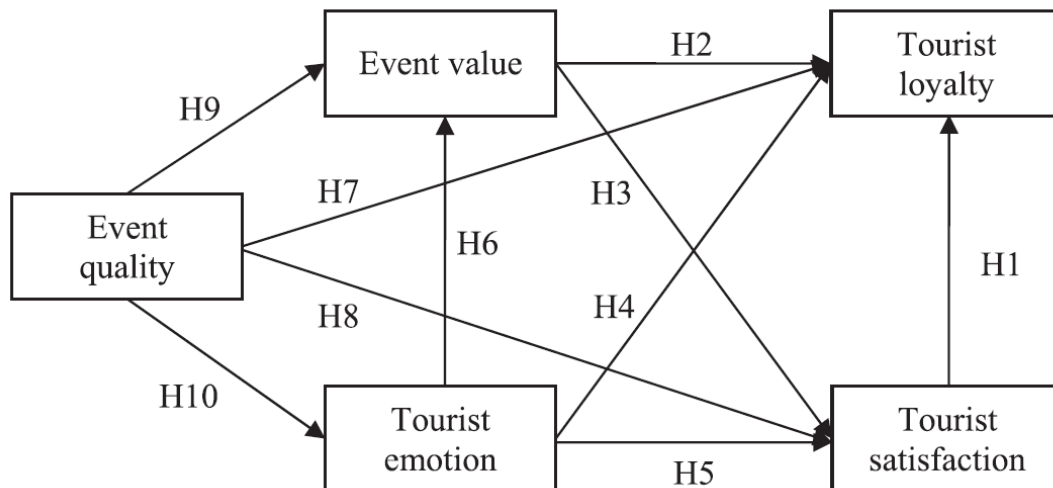 Event value
H2
Tourist
loyalty
H9
H7
H3
Event
quality
H6
H1
H8
H4
H10
Tourist
emotion
H5
Tourist
satisfaction